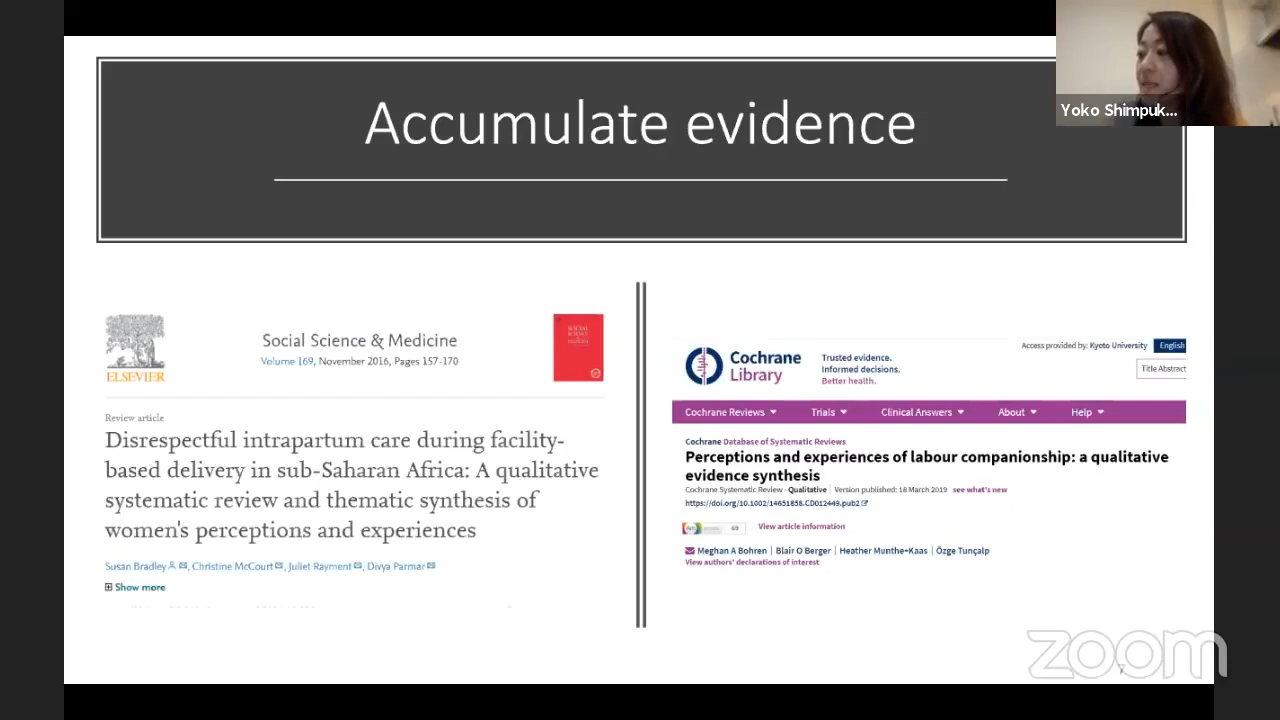 Accumulate evidence
Yoko Shimpuk...
ELSEVIER
Social Science & Medicine
Volume 169, November 2016, Pages 157-170
SOCIAL
SCIENCE
Review article
Disrespectful intrapartum care during facility-
based delivery in sub-Saharan Africa: A qualitative
systematic review and thematic synthesis of
women's perceptions and experiences
Susan Bradley, Christine McCourt, Juliet Rayment, Divya Parmar
Show more
Access provided by: Kyoto University English
Cochrane
Library
Trusted evidence.
Informed decisions.
Better health.
Title Abstract
Cochrane Reviews Trials Clinical Answers About Help
Cochrane Database of Systematic Reviews
Perceptions and experiences of labour companionship: a qualitative
evidence synthesis
Cochrane Systematic Review - Qualitative | Version published: 18 March 2019 see what's new
https://doi.org/10.1002/14651858.CD012449.pub2
69 View article information
Meghan A Bohren | Blair O Berger | Heather Munthe-Kaas | Özge Tunçalp
View authors' declarations of interest
zoom
7